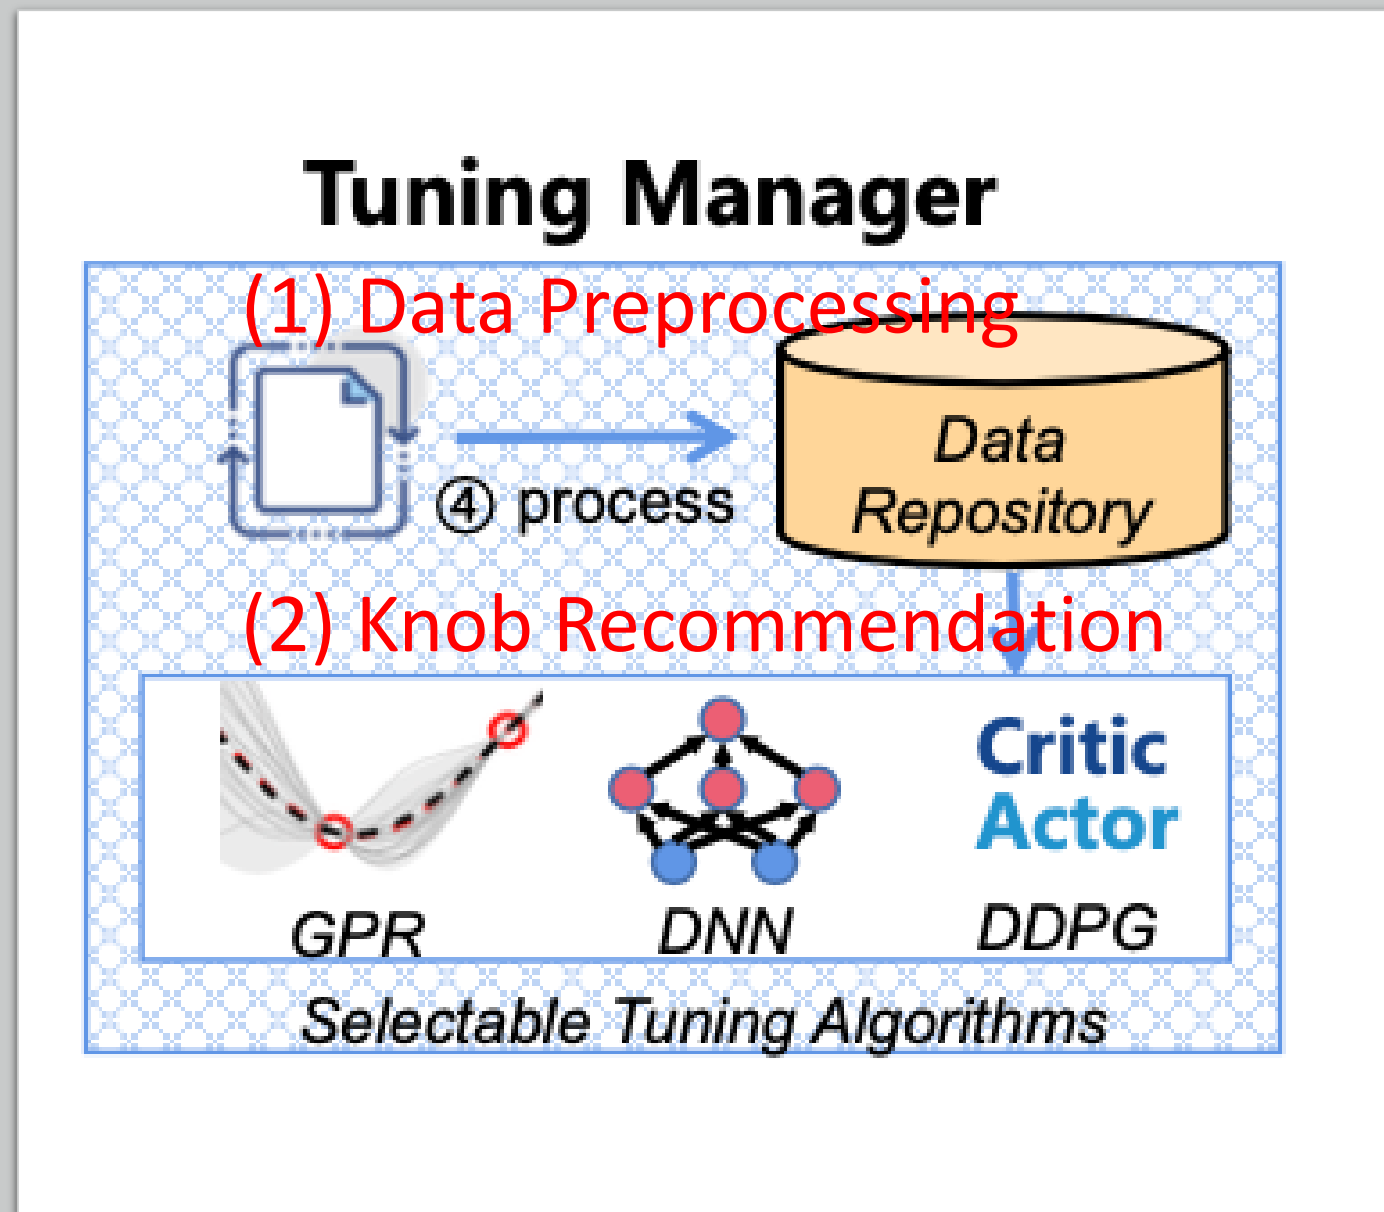 Tuning Manager
(1) Data Preprocessing
Data
Repository
④ process
(2) Knob Recommendation
Critic
Actor
GPR
DNN
DDPG
Selectable Tuning Algorithms